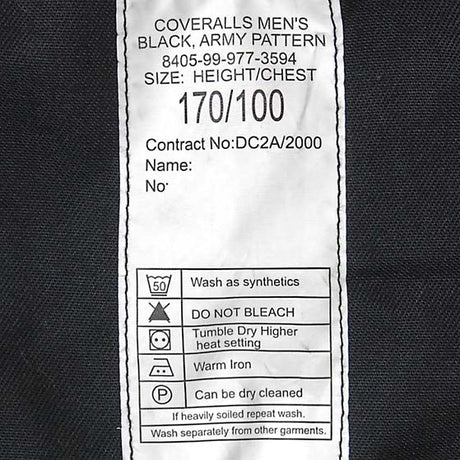 COVERALLS MEN'S
BLACK, ARMY PATTERN
8405-99-977-3594
SIZE: HEIGHT/CHEST
170/100
Contract No:DC2A/2000
Name:
No:
50 Wash as synthetics
DO NOT BLEACH
Tumble Dry Higher
heat setting
Warm Iron
P Can be dry cleaned
If heavily soiled repeat wash.
Wash separately from other garments.